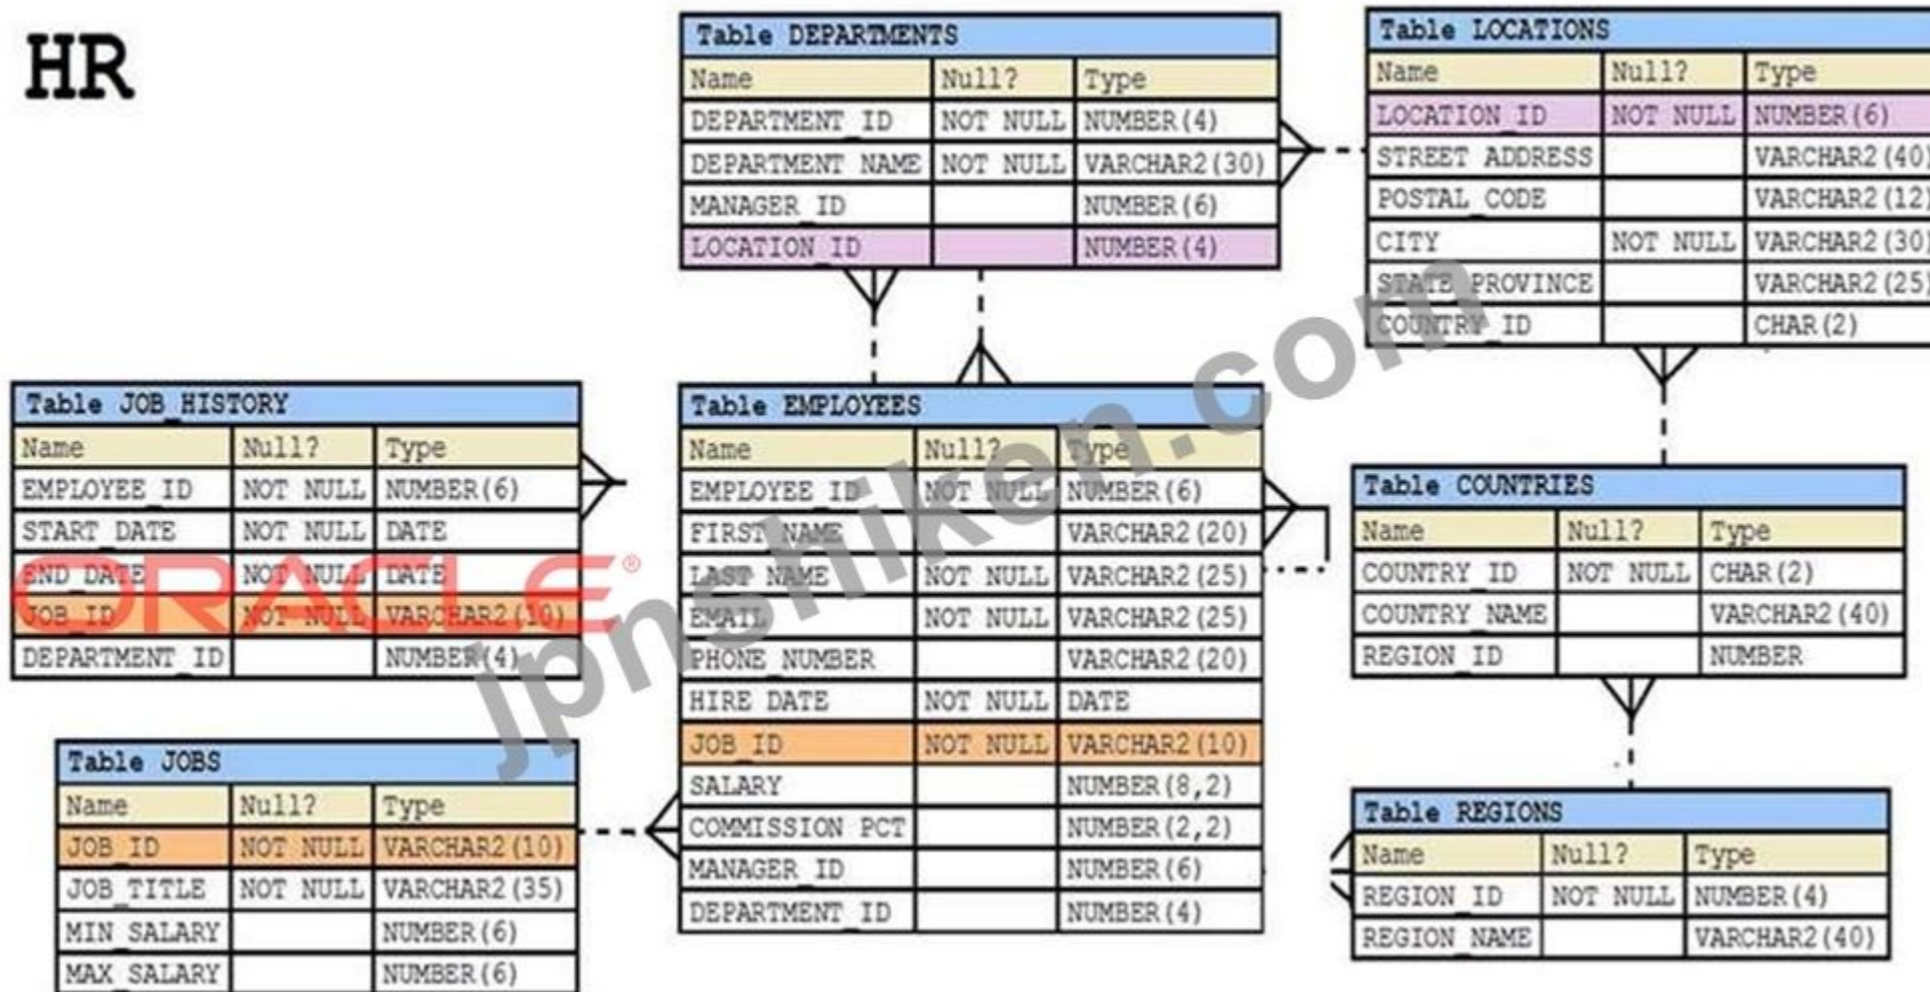 HR
Table DEPARTMENTS
Name Null? Type
DEPARTMENT_ID NOT NULL NUMBER(4)
DEPARTMENT_NAME NOT NULL VARCHAR2(30)
MANAGER_ID NUMBER(6)
LOCATION_ID NUMBER(4)
Table LOCATIONS
Name Null? Type
LOCATION_ID NOT NULL NUMBER(6)
STREET_ADDRESS VARCHAR2(40)
POSTAL_CODE VARCHAR2(12)
CITY NOT NULL VARCHAR2(30)
STATE_PROVINCE VARCHAR2(25)
COUNTRY_ID CHAR(2)
Table JOB_HISTORY
Name Null? Type
EMPLOYEE_ID NOT NULL NUMBER(6)
START_DATE NOT NULL DATE
END_DATE NOT NULL DATE
JOB_ID NOT NULL VARCHAR2(10)
DEPARTMENT_ID NUMBER(4)
ORACLE®
Table EMPLOYEES
Name Null? Type
EMPLOYEE_ID NOT NULL NUMBER(6)
FIRST_NAME VARCHAR2(20)
LAST_NAME NOT NULL VARCHAR2(25)
EMAIL NOT NULL VARCHAR2(25)
PHONE_NUMBER VARCHAR2(20)
HIRE_DATE NOT NULL DATE
JOB_ID NOT NULL VARCHAR2(10)
SALARY NUMBER(8,2)
COMMISSION_PCT NUMBER(2,2)
MANAGER_ID NUMBER(6)
DEPARTMENT_ID NUMBER(4)
Table COUNTRIES
Name Null? Type
COUNTRY_ID NOT NULL CHAR(2)
COUNTRY_NAME VARCHAR2(40)
REGION_ID NUMBER
Table JOBS
Name Null? Type
JOB_ID NOT NULL VARCHAR2(10)
JOB_TITLE NOT NULL VARCHAR2(35)
MIN_SALARY NUMBER(6)
MAX_SALARY NUMBER(6)
Table REGIONS
Name Null? Type
REGION_ID NOT NULL NUMBER(4)
REGION_NAME VARCHAR2(40)
jpnshiken.com